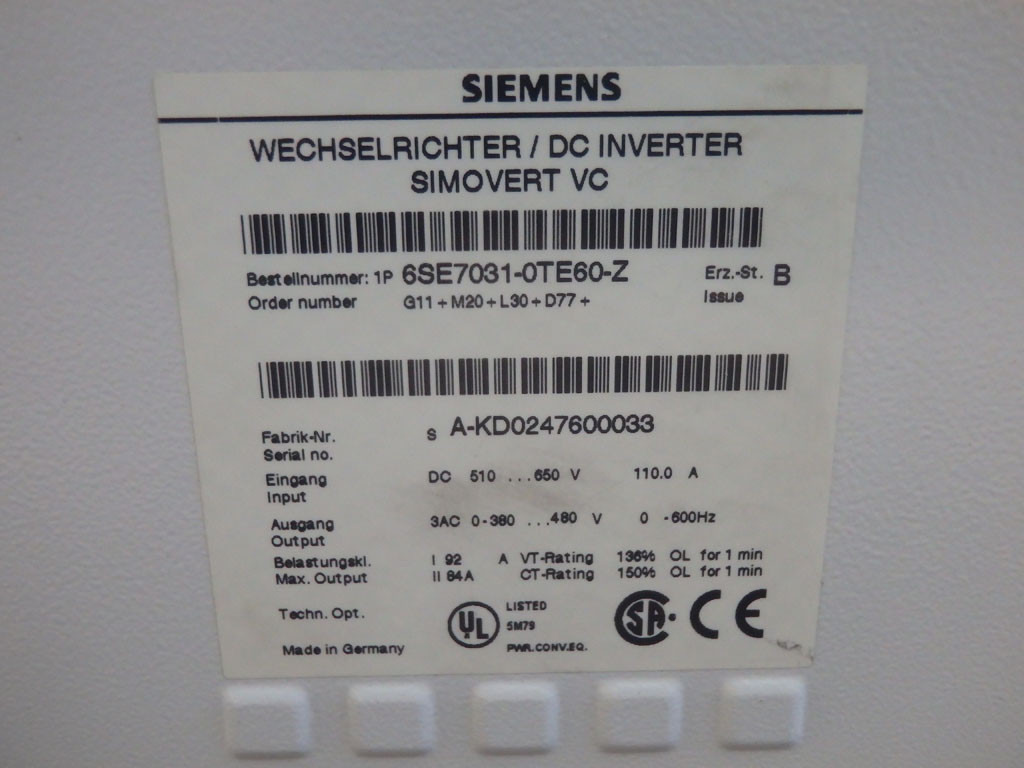 SIEMENS
WECHSELRICHTER / DC INVERTER
SIMOVERT VC
Bestellnummer: 1P 6SE7031-0TE60-Z Erz.-St. B
Order number G11+M20+L30+D77+ Issue
Fabrik-Nr. S A-KD0247600033
Serial no.
Eingang DC 510 ...650 V 110.0 A
Input
Ausgang 3AC 0-380 ...480 V 0 -600Hz
Output
Belastungskl. I 92 A VT-Rating 136% OL for 1 min
Max. Output II 84A CT-Rating 150% OL for 1 min
Techn. Opt. UL LISTED SA CE
5M79
Made in Germany PWR.CONV.EQ.